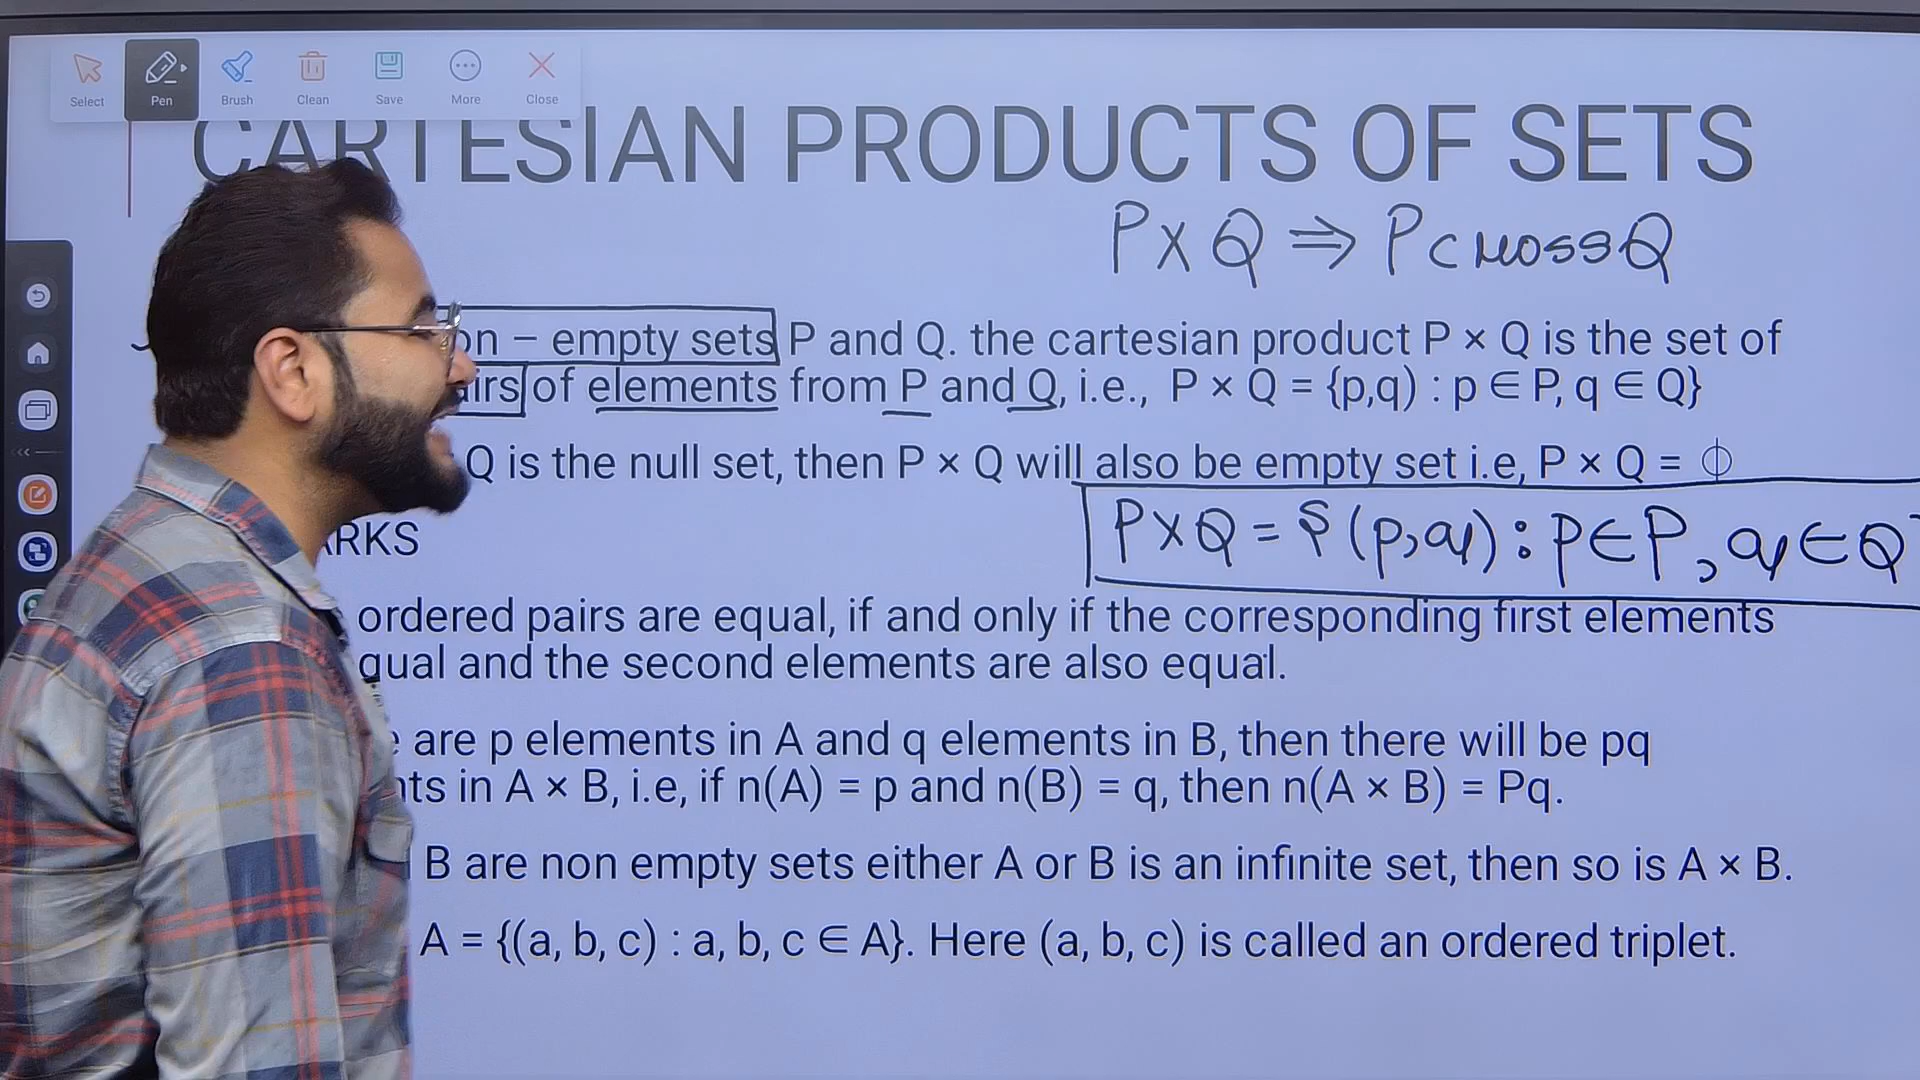 Select Pen Brush Clean Save More Close
CARTESIAN PRODUCTS OF SETS
P X Q ⇒ P cross Q
on – empty sets P and Q. the cartesian product P × Q is the set of
airs of elements from P and Q, i.e., P × Q = {p,q) : p ∈ P, q ∈ Q}
Q is the null set, then P × Q will also be empty set i.e, P × Q = ϕ
PXQ = {(p,q) : p∈P, q∈Q
ARKS
ordered pairs are equal, if and only if the corresponding first elements
qual and the second elements are also equal.
e are p elements in A and q elements in B, then there will be pq
nts in A × B, i.e, if n(A) = p and n(B) = q, then n(A × B) = Pq.
B are non empty sets either A or B is an infinite set, then so is A × B.
A = {(a, b, c) : a, b, c ∈ A}. Here (a, b, c) is called an ordered triplet.